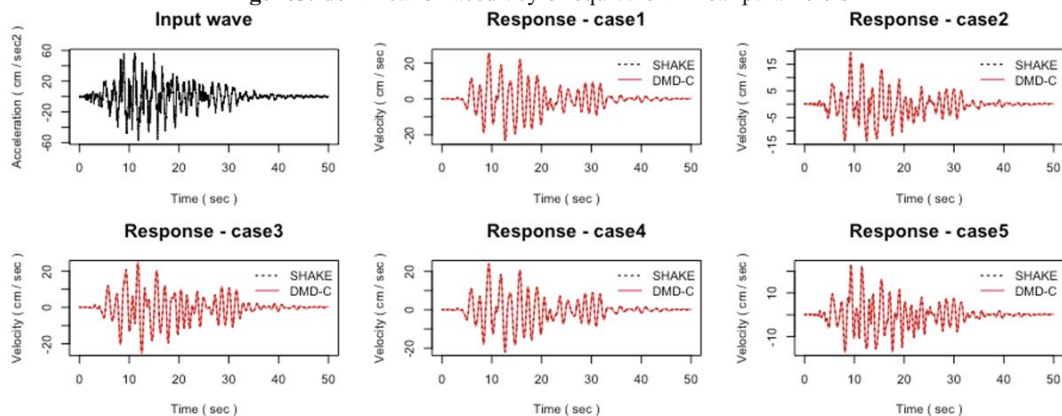 Input wave
Acceleration ( cm / sec2 )
60
20
-20
-60
0 10 20 30 40 50
Time ( sec )
Response - case1
Velocity ( cm / sec )
20
0
-20
SHAKE
DMD-C
0 10 20 30 40 50
Time ( sec )
Response - case2
Velocity ( cm / sec )
15
5
-5
-15
SHAKE
DMD-C
0 10 20 30 40 50
Time ( sec )
Response - case3
Velocity ( cm / sec )
20
0
-20
SHAKE
DMD-C
0 10 20 30 40 50
Time ( sec )
Response - case4
Velocity ( cm / sec )
20
0
-20
SHAKE
DMD-C
0 10 20 30 40 50
Time ( sec )
Response - case5
Velocity ( cm / sec )
10
-10
SHAKE
DMD-C
0 10 20 30 40 50
Time ( sec )